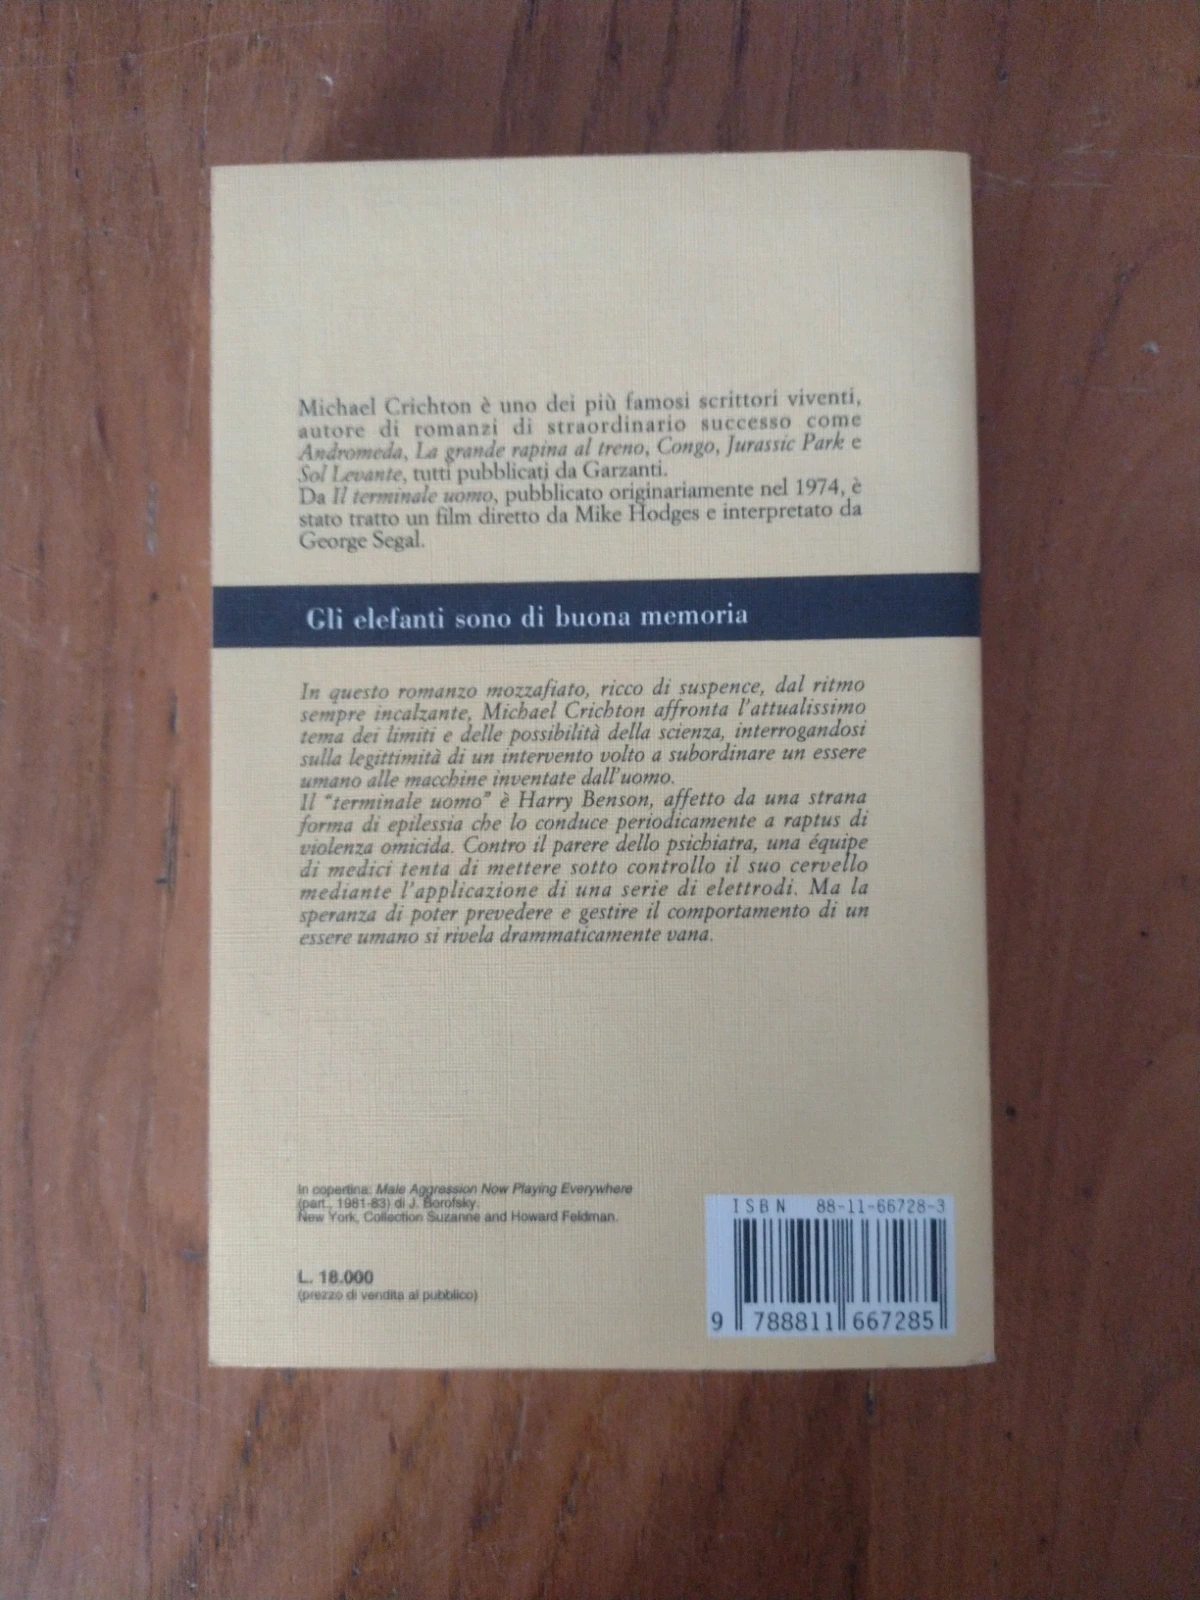 Michael Crichton è uno dei più famosi scrittori viventi,
autore di romanzi di straordinario successo come
Andromeda, La grande rapina al treno, Congo, Jurassic Park e
Sol Levante, tutti pubblicati da Garzanti.
Da Il terminale uomo, pubblicato originariamente nel 1974, è
stato tratto un film diretto da Mike Hodges e interpretato da
George Segal.
Gli elefanti sono di buona memoria
In questo romanzo mozzafiato, ricco di suspence, dal ritmo
sempre incalzante, Michael Crichton affronta l'attualissimo
tema dei limiti e delle possibilità della scienza, interrogandosi
sulla legittimità di un intervento volto a subordinare un essere
umano alle macchine inventate dall'uomo.
Il "terminale uomo" è Harry Benson, affetto da una strana
forma di epilessia che lo conduce periodicamente a raptus di
violenza omicida. Contro il parere dello psichiatra, una équipe
di medici tenta di mettere sotto controllo il suo cervello
mediante l'applicazione di una serie di elettrodi. Ma la
speranza di poter prevedere e gestire il comportamento di un
essere umano si rivela drammaticamente vana.
In copertina: Male Aggression Now Playing Everywhere
(part., 1981-83) di J. Borofsky.
New York, Collection Suzanne and Howard Feldman.
L. 18.000
(prezzo di vendita al pubblico)
ISBN 88-11-66728-3
9 788811 667285